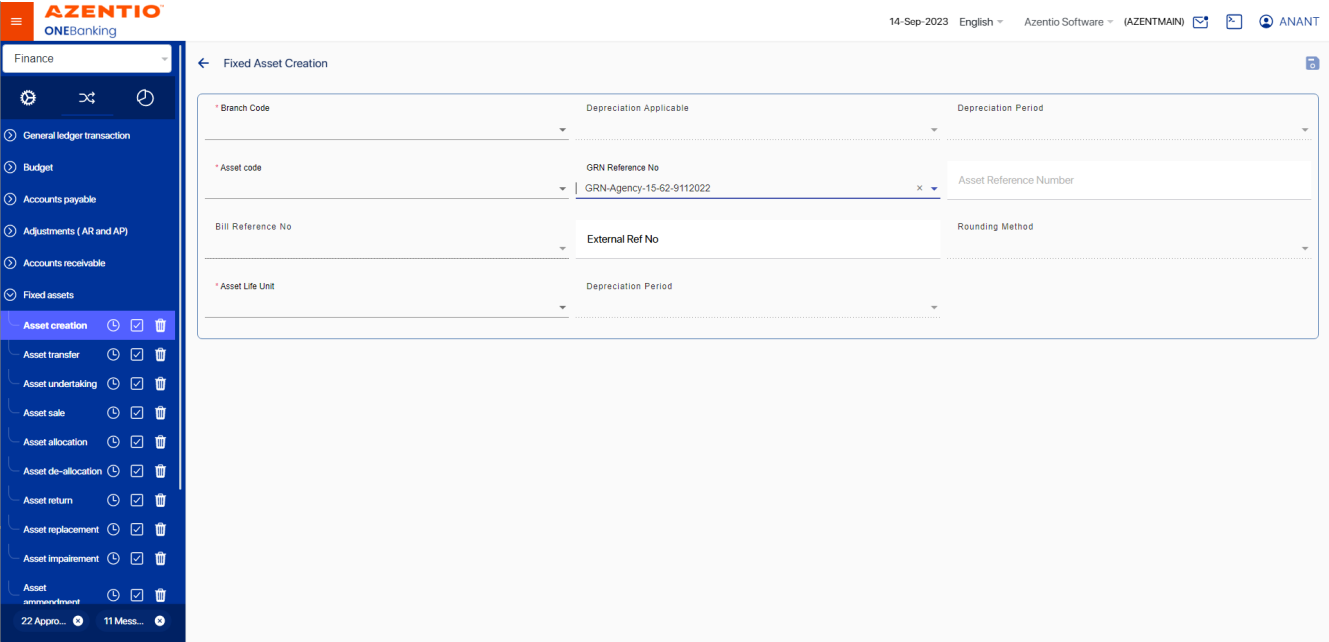 AZENTIO
ONEBanking
14-Sep-2023 English Azentio Software (AZENTMAIN) ANANT
Finance
Fixed Asset Creation
General ledger transaction
Budget
Accounts payable
Adjustments ( AR and AP)
Accounts receivable
Fixed assets
Asset creation
Asset transfer
Asset undertaking
Asset sale
Asset allocation
Asset de-allocation
Asset return
Asset replacement
Asset impairement
Asset
ammendment
22 Appro...
11 Mess...
* Branch Code
Depreciation Applicable
Depreciation Period
* Asset code
GRN Reference No
GRN-Agency-15-62-9112022
Asset Reference Number
Bill Reference No
External Ref No
Rounding Method
* Asset Life Unit
Depreciation Period